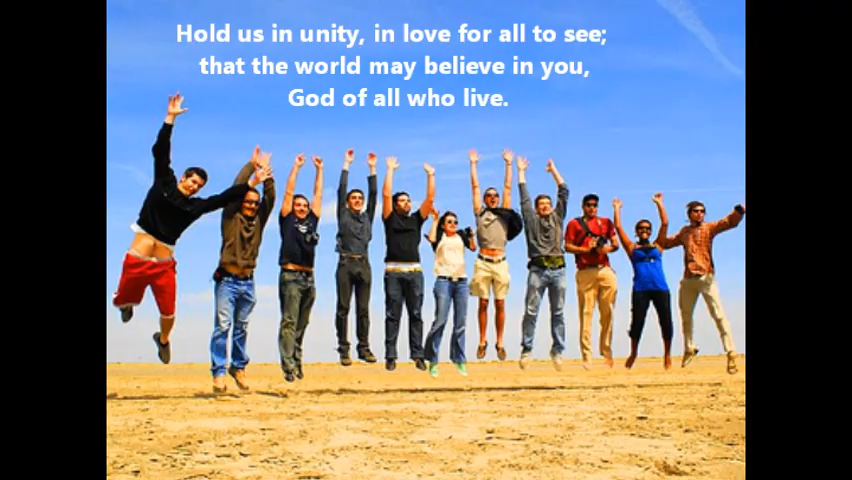 Hold us in unity, in love for all to see;
that the world may believe in you,
God of all who live.